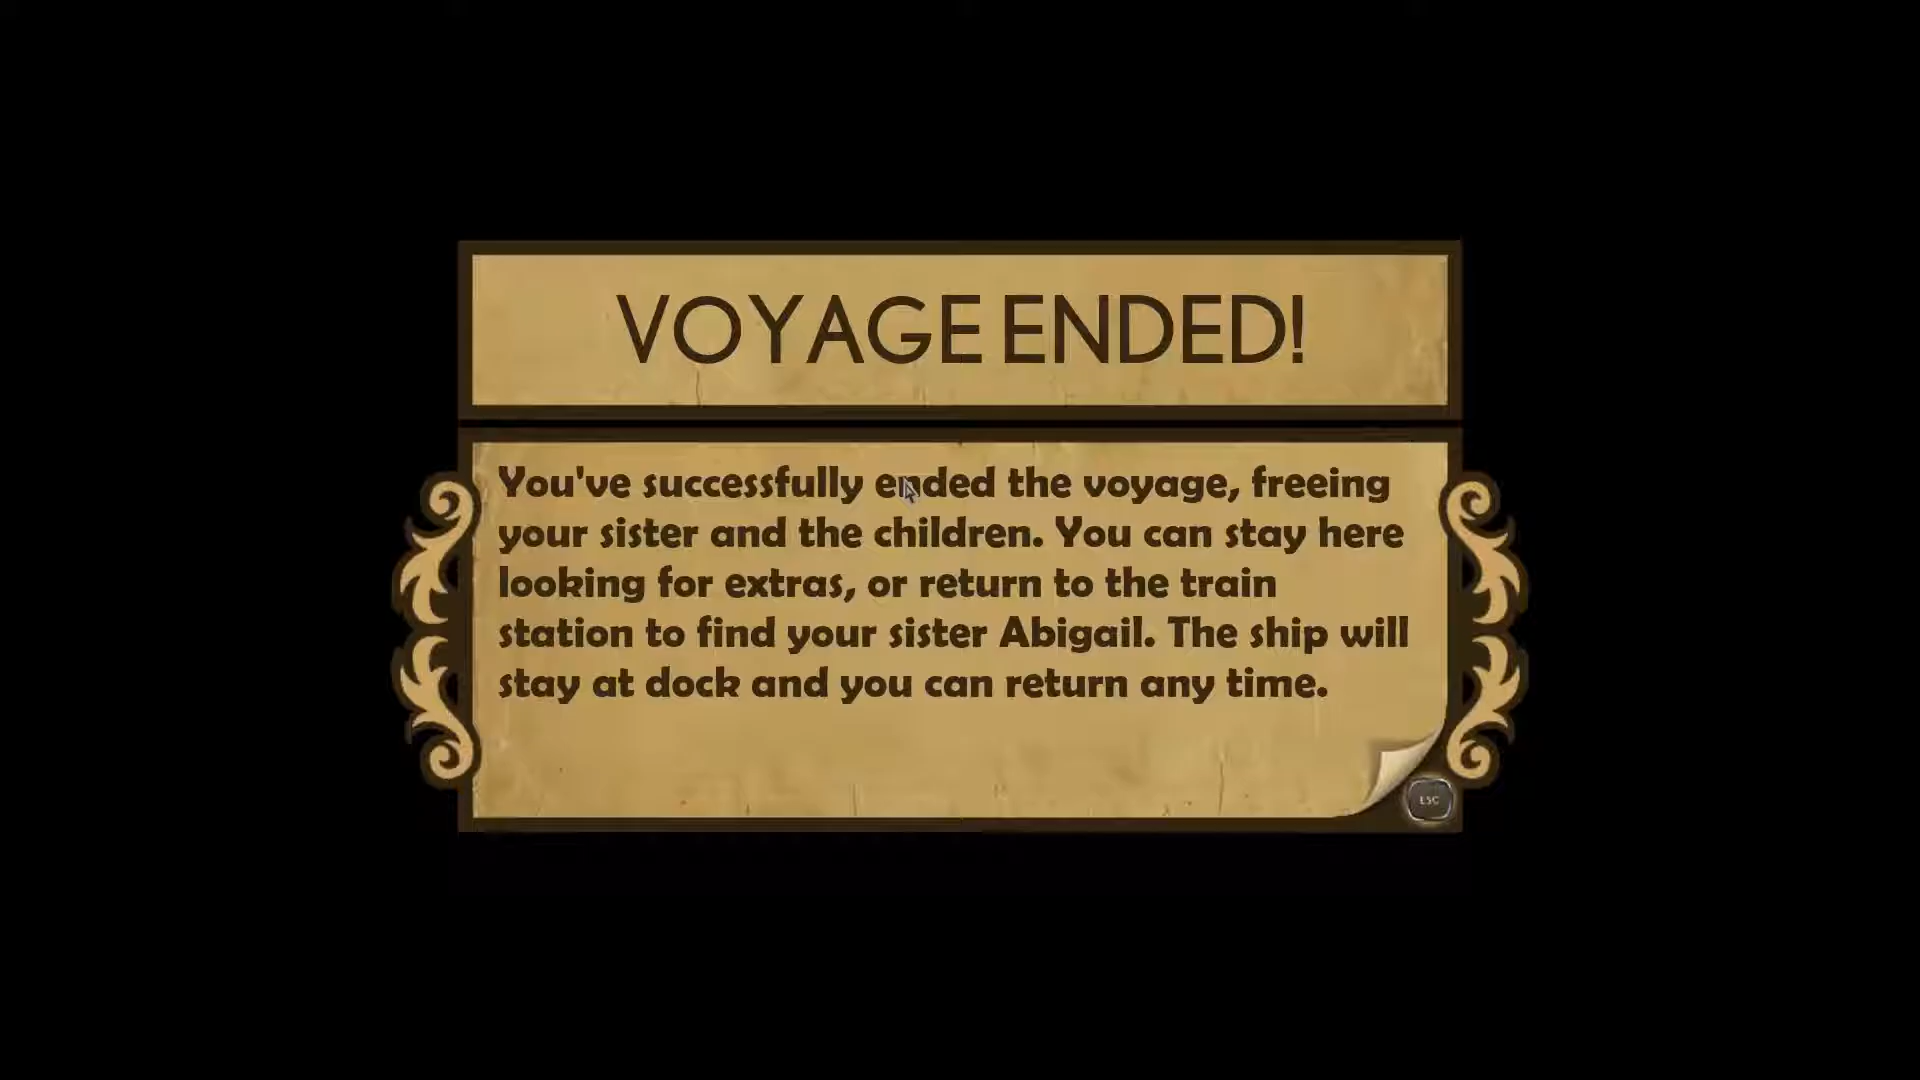 VOYAGE ENDED!
You've successfully ended the voyage, freeing
your sister and the children. You can stay here
looking for extras, or return to the train
station to find your sister Abigail. The ship will
stay at dock and you can return any time.
ESC